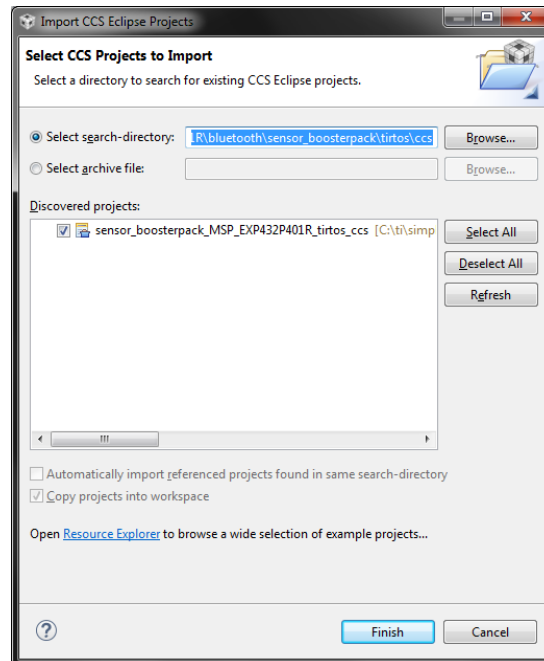 Import CCS Eclipse Projects
Select CCS Projects to Import
Select a directory to search for existing CCS Eclipse projects.
Select search-directory: 1R\bluetooth\sensor_boosterpack\tirtos\ccs Browse...
Select archive file: Browse...
Discovered projects:
sensor_boosterpack_MSP_EXP432P401R_tirtos_ccs [C:\ti\simp Select All
Deselect All
Refresh
Automatically import referenced projects found in same search-directory
Copy projects into workspace
Open Resource Explorer to browse a wide selection of example projects...
? Finish Cancel